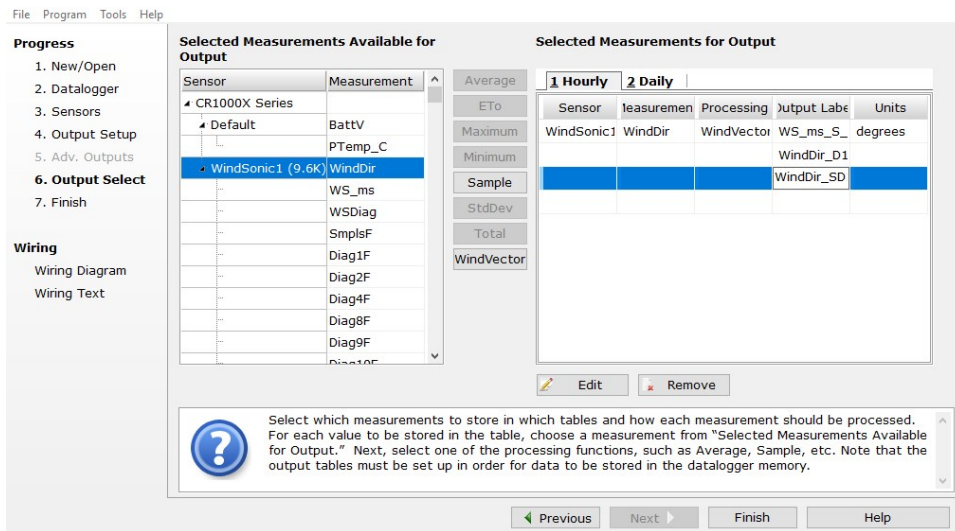 File Program Tools Help
Progress
1. New/Open
2. Datalogger
3. Sensors
4. Output Setup
5. Adv. Outputs
6. Output Select
7. Finish
Wiring
Wiring Diagram
Wiring Text
Selected Measurements Available for
Output
Sensor Measurement
CR1000X Series
Default BattV
PTemp_C
WindSonic1 (9.6K) WindDir
WS_ms
WSDiag
SmplsF
Diag1F
Diag2F
Diag4F
Diag8F
Diag9F
Diag10F
Average
ETo
Maximum
Minimum
Sample
StdDev
Total
WindVector
Selected Measurements for Output
1 Hourly 2 Daily
Sensor Measuremen Processing Output Labe Units
WindSonic1 WindDir WindVector WS_ms_S_ degrees
WindDir_D1
WindDir_SD
Edit Remove
Select which measurements to store in which tables and how each measurement should be processed.
For each value to be stored in the table, choose a measurement from “Selected Measurements Available
for Output.” Next, select one of the processing functions, such as Average, Sample, etc. Note that the
output tables must be set up in order for data to be stored in the datalogger memory.
Previous Next Finish Help